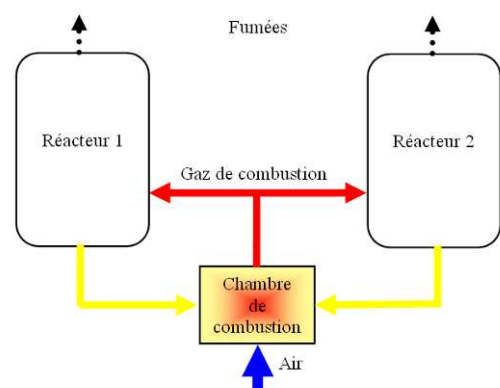 Fumées
Réacteur 1
Réacteur 2
Gaz de combustion
Chambre
de
combustion
Air